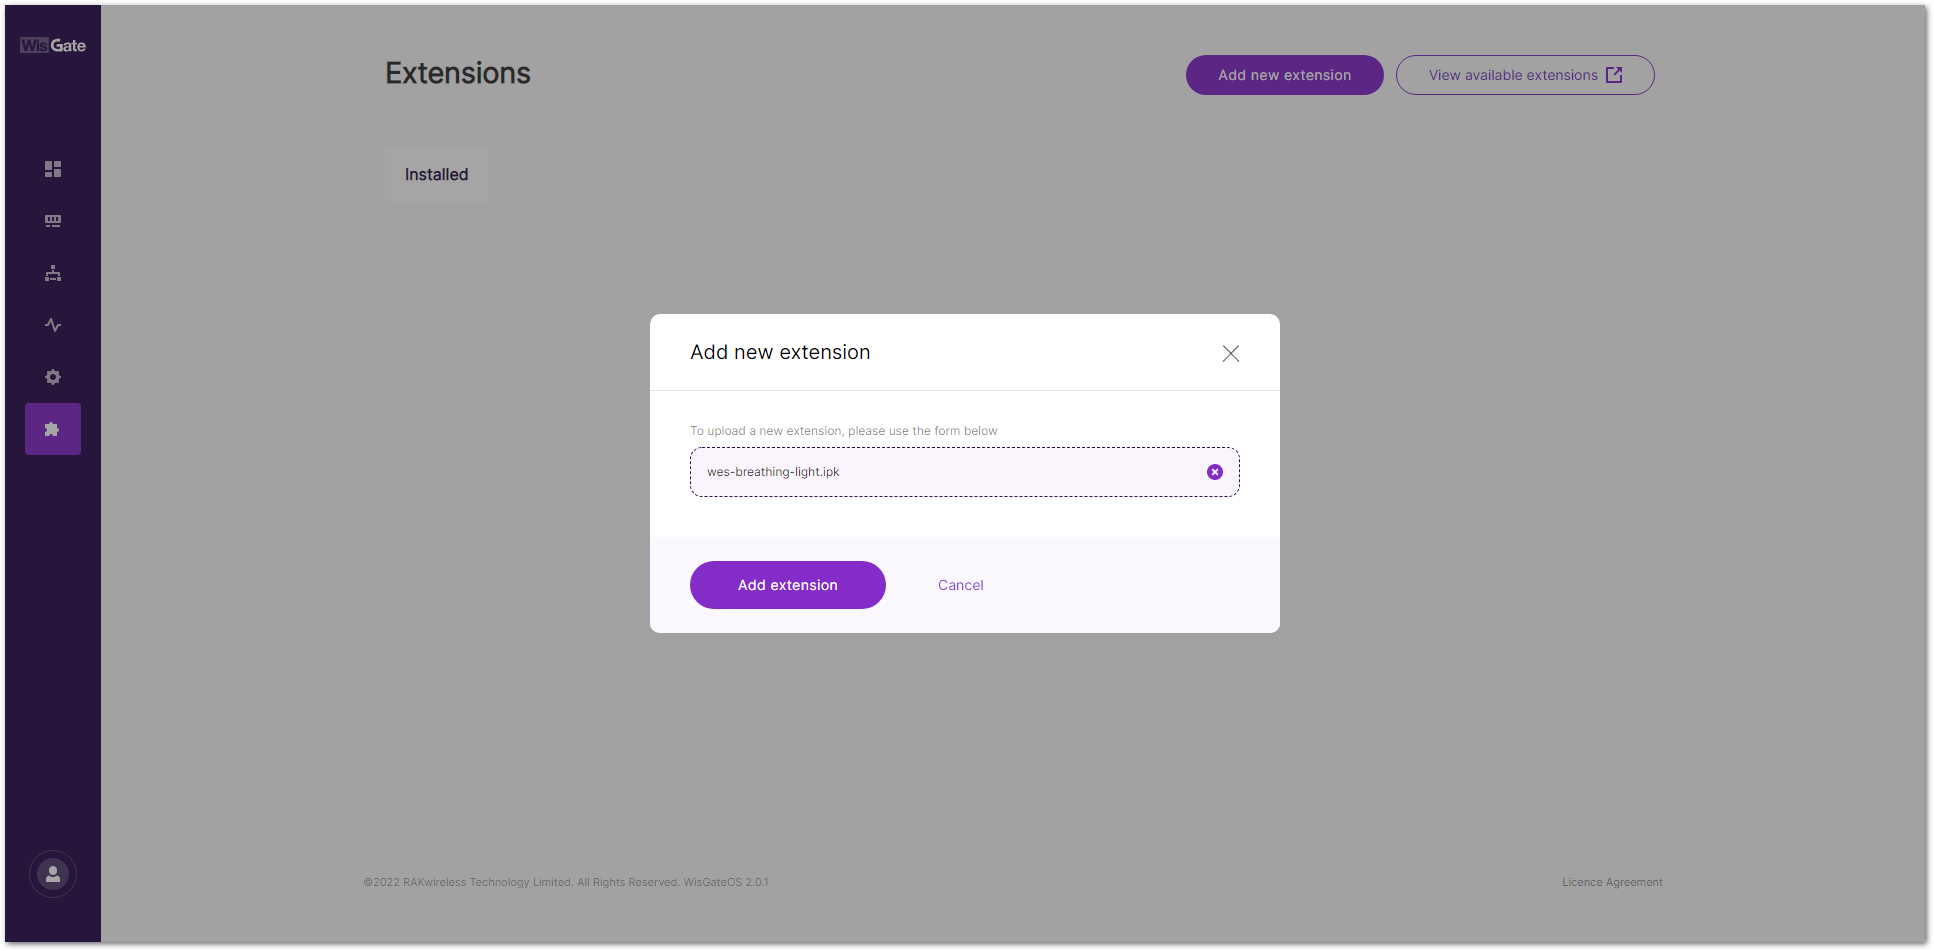 WisGate
Extensions
Add new extension
View available extensions
Installed
Add new extension
To upload a new extension, please use the form below
wes-breathing-light.ipk
Add extension
Cancel
©2022 RAKwireless Technology Limited. All Rights Reserved. WisGateOS 2.0.1
Licence Agreement